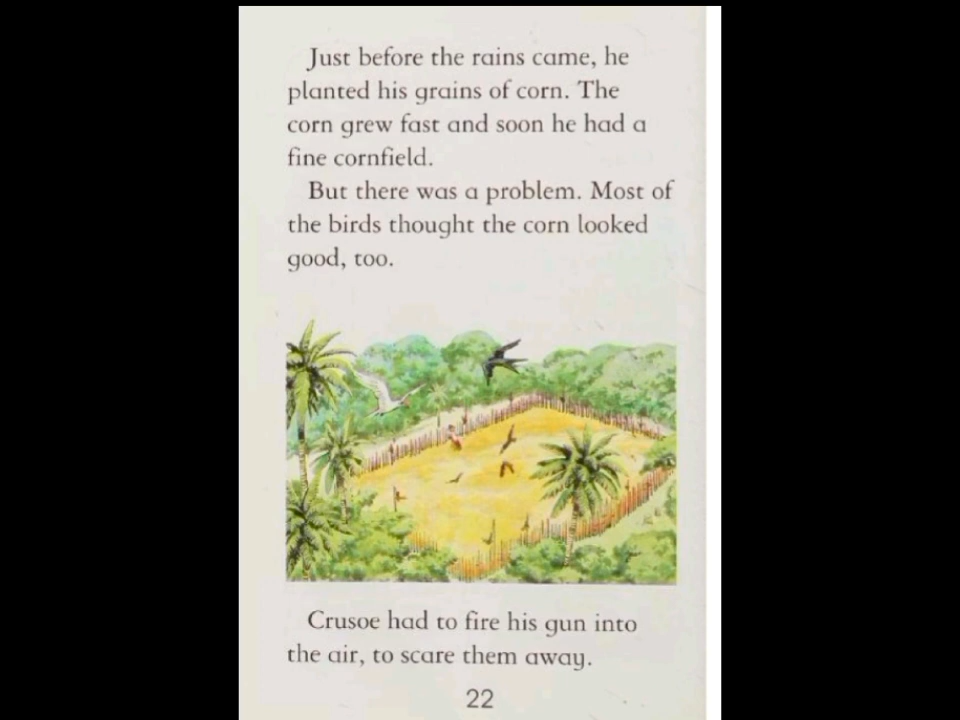 Just before the rains came, he
planted his grains of corn. The
corn grew fast and soon he had a
fine cornfield.
But there was a problem. Most of
the birds thought the corn looked
good, too.
Crusoe had to fire his gun into
the air, to scare them away.
22